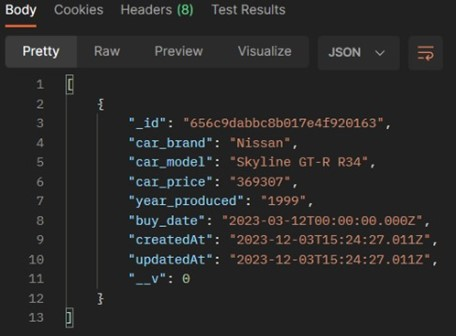 Body Cookies Headers (8) Test Results
Pretty Raw Preview Visualize JSON
1 [
2 {
3 "_id": "656c9dabbc8b017e4f920163",
4 "car_brand": "Nissan",
5 "car_model": "Skyline GT-R R34",
6 "car_price": "369307",
7 "year_produced": "1999",
8 "buy_date": "2023-03-12T00:00:00.000Z",
9 "createdAt": "2023-12-03T15:24:27.011Z",
10 "updatedAt": "2023-12-03T15:24:27.011Z",
11 "__v": 0
12 }
13 ]